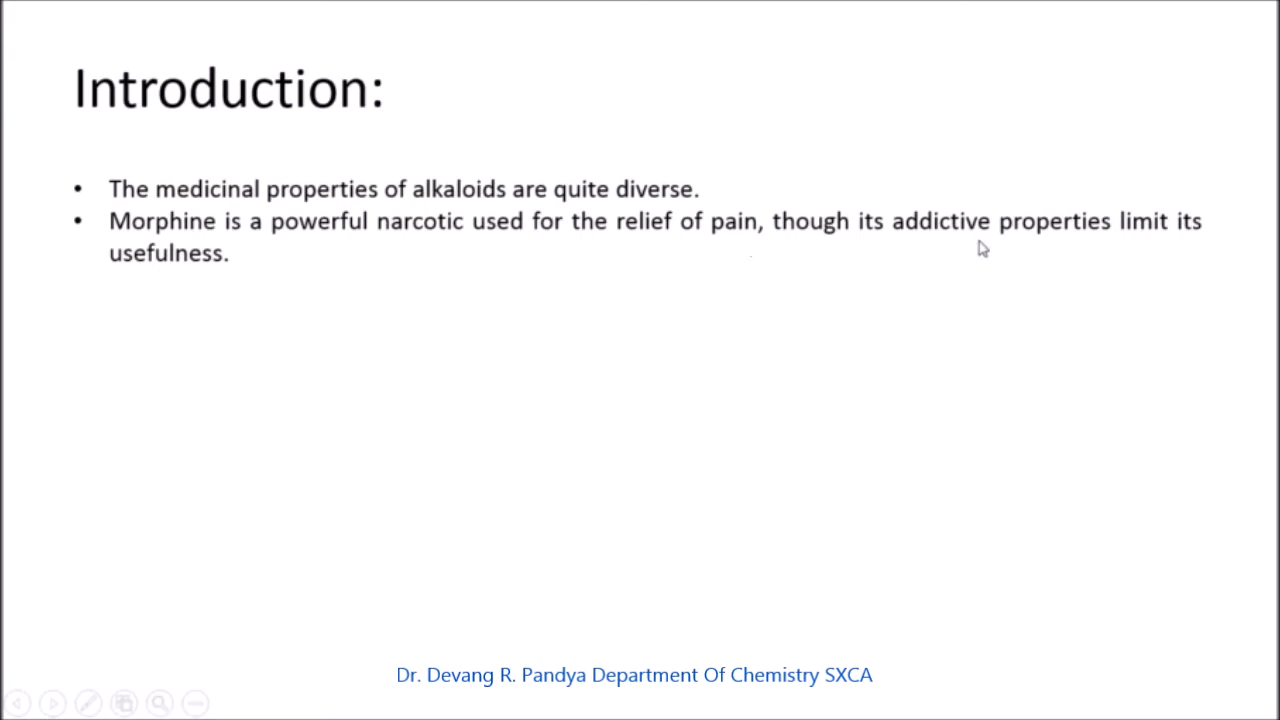 Introduction:
• The medicinal properties of alkaloids are quite diverse.
• Morphine is a powerful narcotic used for the relief of pain, though its addictive properties limit its
usefulness.
Dr. Devang R. Pandya Department Of Chemistry SXCA